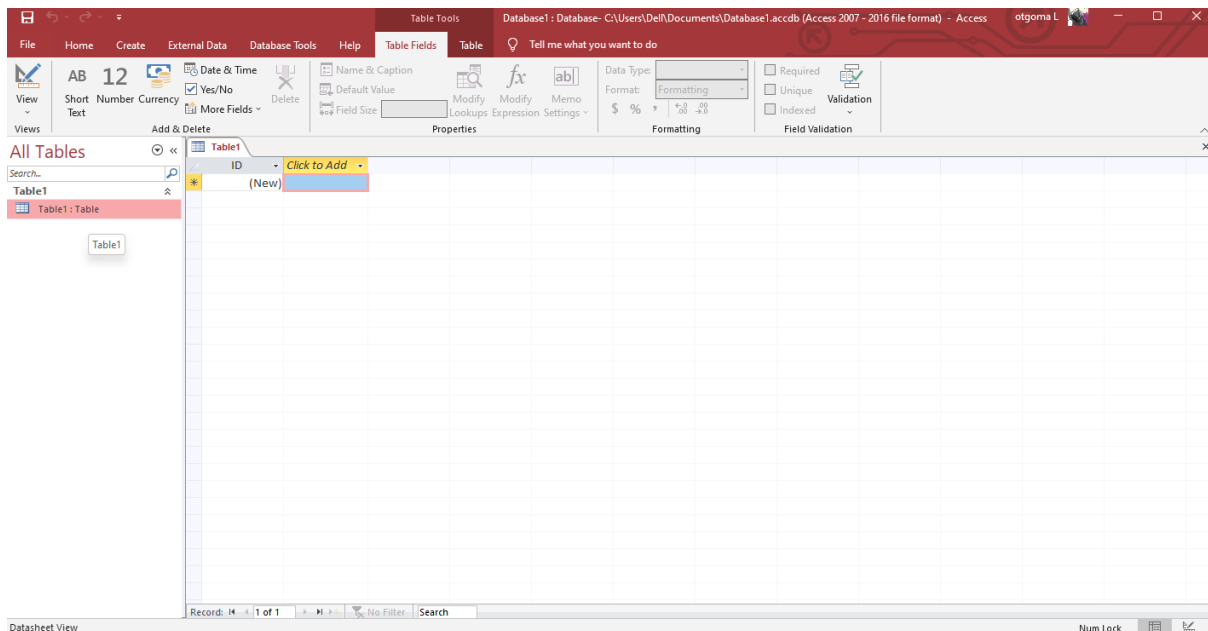 Table Tools Database1 : Database- C:\Users\Dell\Documents\Database1.accdb (Access 2007 - 2016 file format) - Access otgoma L
File Home Create External Data Database Tools Help Table Fields Table Tell me what you want to do
View
Views
AB
Short Text
12
Number
Currency
Date & Time
Yes/No
More Fields
Delete
Add & Delete
Name & Caption
Default Value
Field Size
Modify Lookups
fx
Modify Expression
ab
Memo Settings
Properties
Data Type:
Format: Formatting
$ % , .00 .00
Formatting
Required
Unique
Indexed
Validation
Field Validation
All Tables
Search...
Table1
Table1 : Table
Table1
Table1
ID Click to Add
(New)
Record: 1 of 1 No Filter Search
Datasheet View Num Lock